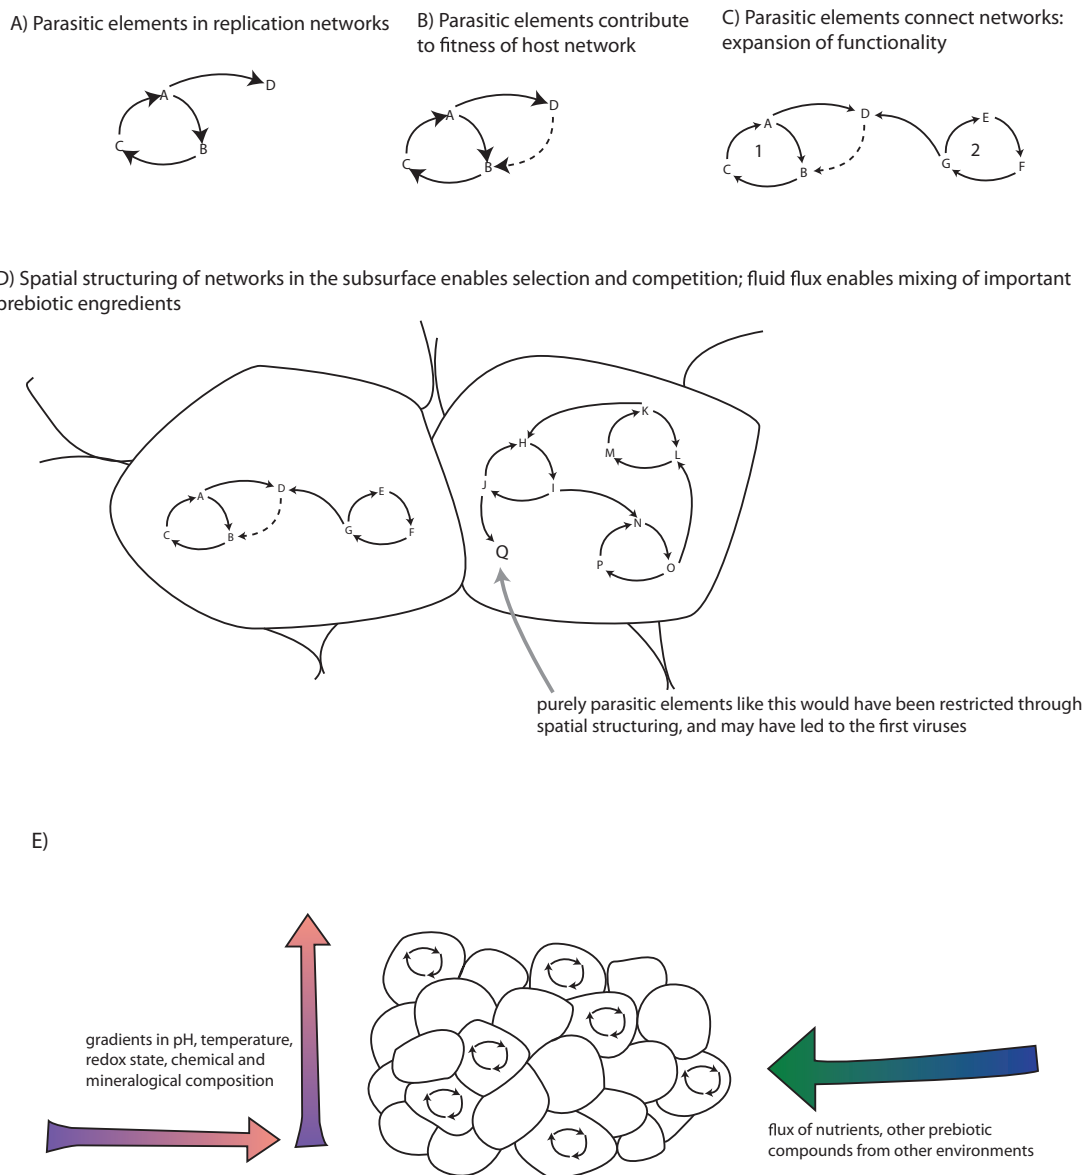 A) Parasitic elements in replication networks
B) Parasitic elements contribute
to fitness of host network
C) Parasitic elements connect networks:
expansion of functionality
A
D
C
B
A
D
C
B
A
D
E
1
2
C
B
G
F
D) Spatial structuring of networks in the subsurface enables selection and competition; fluid flux enables mixing of important
prebiotic engredients
A
D
E
C
B
G
F
K
H
M
L
J
I
N
Q
P
O
purely parasitic elements like this would have been restricted through
spatial structuring, and may have led to the first viruses
E)
gradients in pH, temperature,
redox state, chemical and
mineralogical composition
flux of nutrients, other prebiotic
compounds from other environments